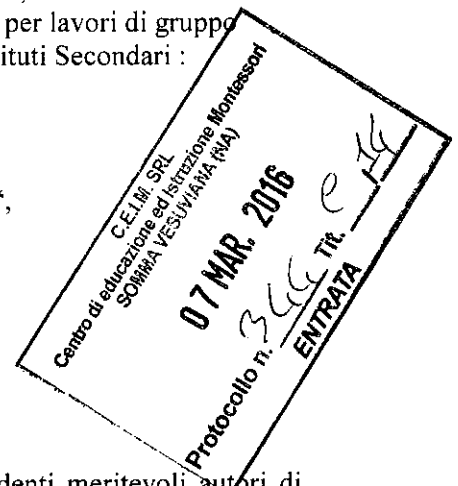 per lavori di gruppo
ituti Secondari :
“,
C.E.I.M. SRL
Centro di educazione ed Istruzione Montessori
SOMMA VESUVIANA (NA)
07 MAR. 2016
Protocollo n. 344 Tit. e 14
ENTRATA
denti meritevoli autori di